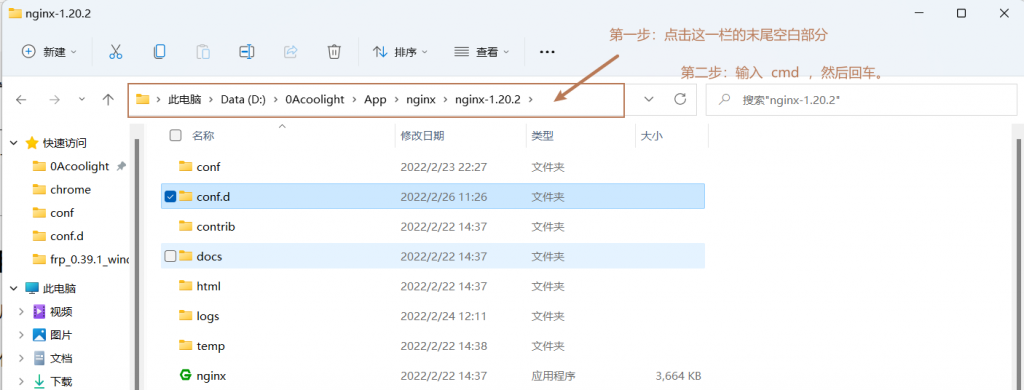 nginx-1.20.2
新建
排序
查看
第一步：点击这一栏的末尾空白部分
第二步：输入 cmd ，然后回车。
此电脑 > Data (D:) > 0Acoolight > App > nginx > nginx-1.20.2 >
搜索"nginx-1.20.2"
快速访问
0Acoolight
chrome
conf
conf.d
frp_0.39.1_wind
此电脑
视频
图片
文档
下载
名称 修改日期 类型 大小
conf 2022/2/23 22:27 文件夹
conf.d 2022/2/26 11:26 文件夹
contrib 2022/2/22 14:37 文件夹
docs 2022/2/22 14:37 文件夹
html 2022/2/22 14:37 文件夹
logs 2022/2/24 12:11 文件夹
temp 2022/2/22 14:38 文件夹
nginx 2022/2/22 14:37 应用程序 3,664 KB